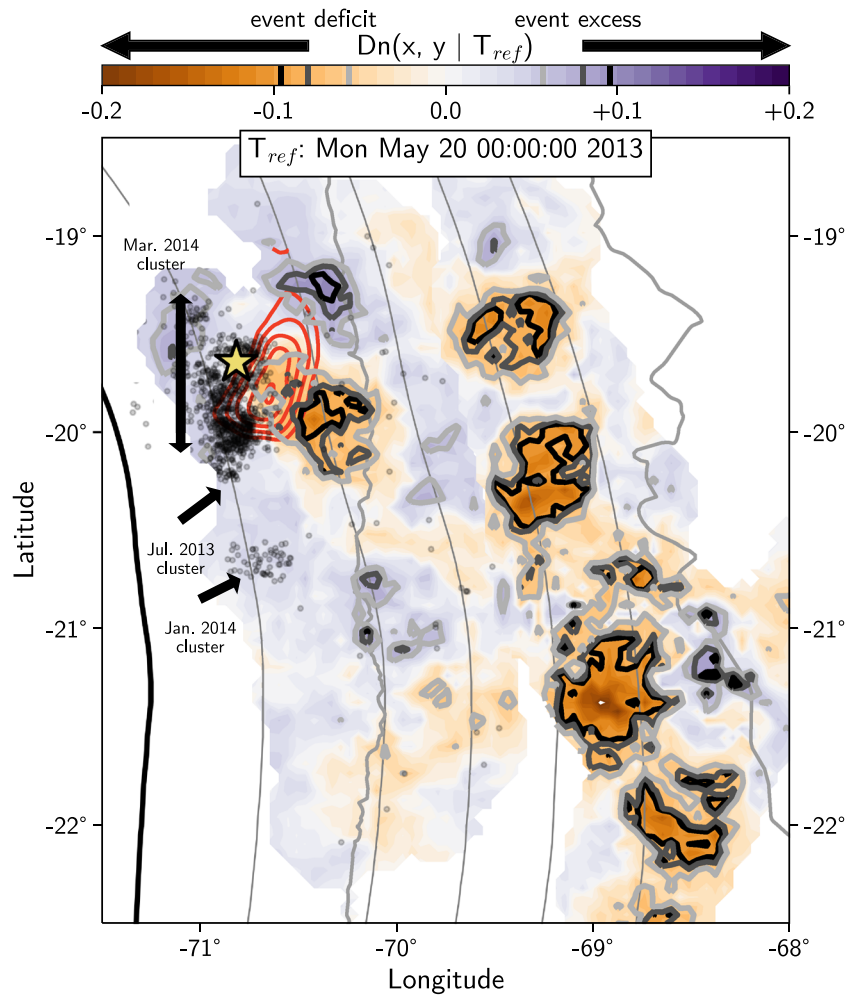 event deficit event excess
Dn(x, y | T_ref)
-0.2 -0.1 0.0 +0.1 +0.2
T_ref: Mon May 20 00:00:00 2013
-19° -19°
Mar. 2014
cluster
-20° -20°
Latitude
Jul. 2013
cluster
Jan. 2014
cluster
-21° -21°
-22° -22°
-71° -70° -69° -68°
Longitude